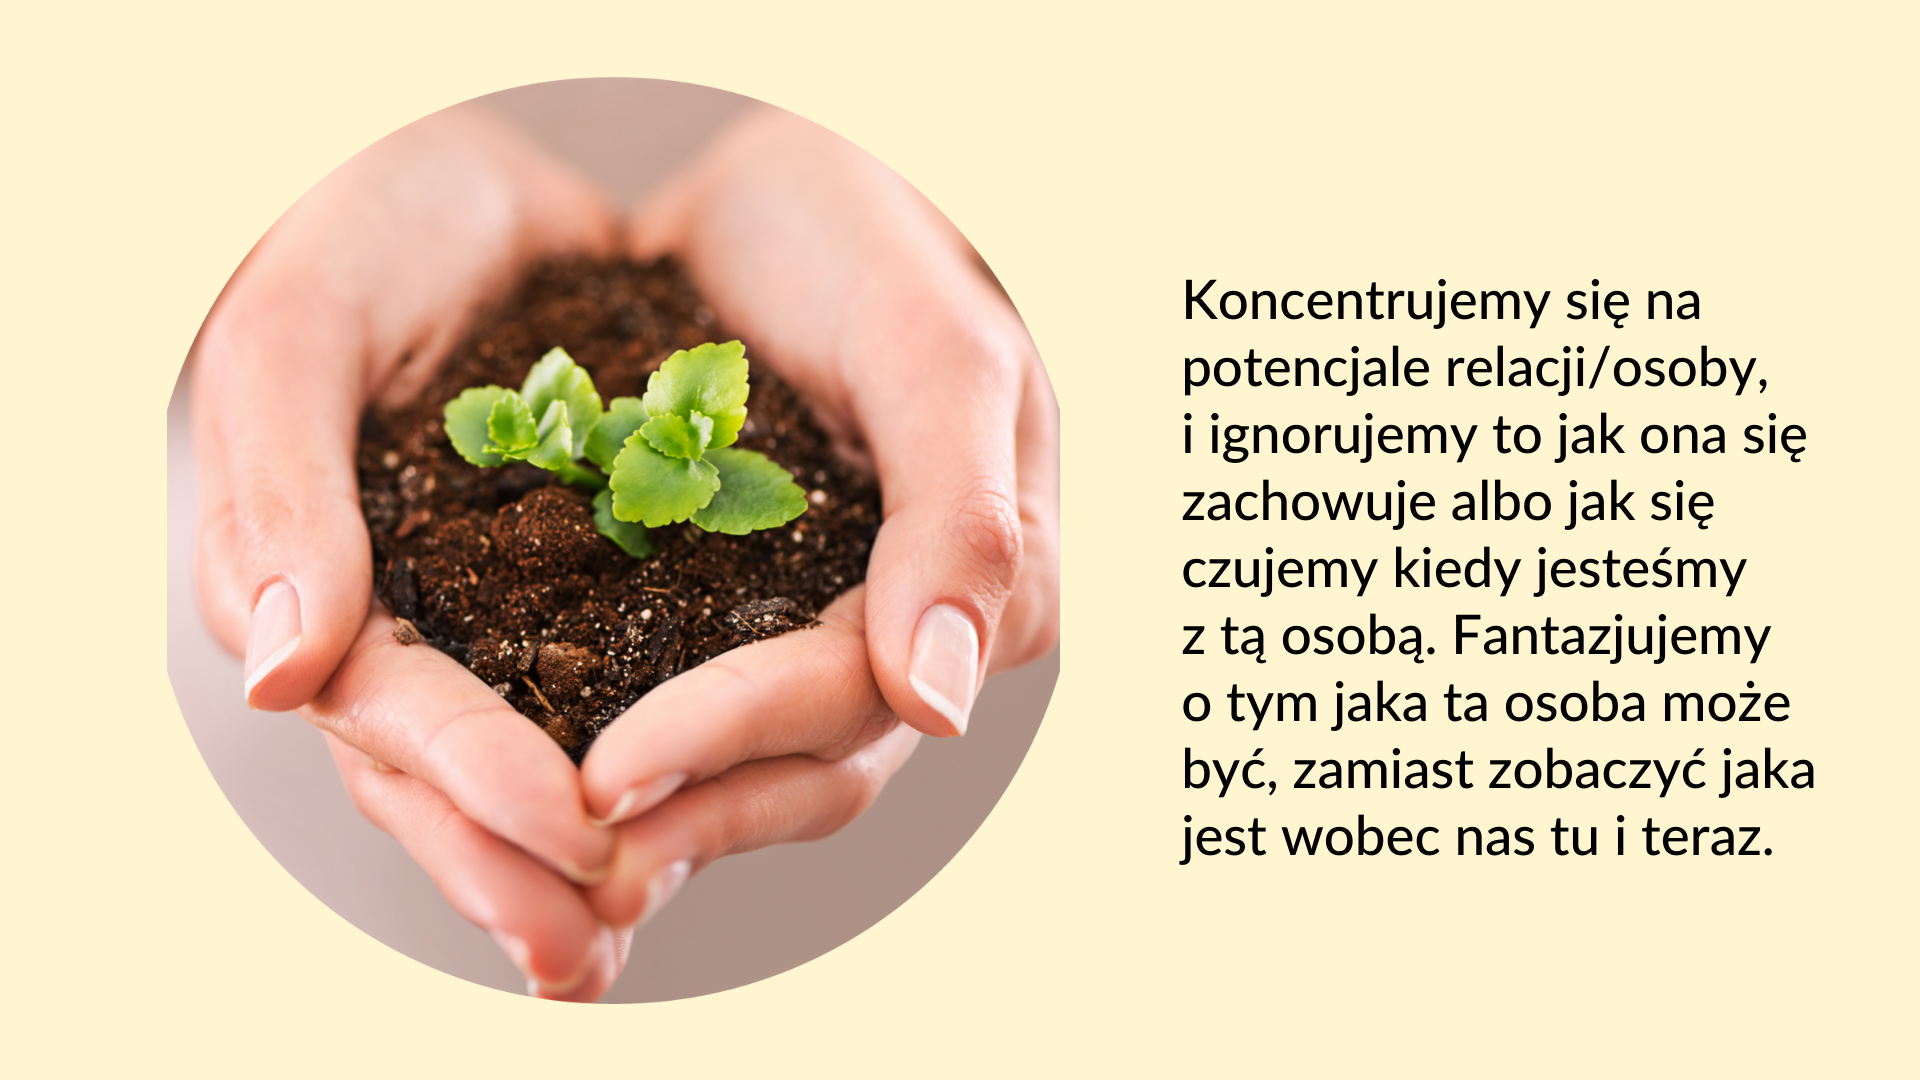 Koncentrujemy się na
potencjale relacji/osoby,
i ignorujemy to jak ona się
zachowuje albo jak się
czujemy kiedy jesteśmy
z tą osobą. Fantazjujemy
o tym jaka ta osoba może
być, zamiast zobaczyć jaka
jest wobec nas tu i teraz.